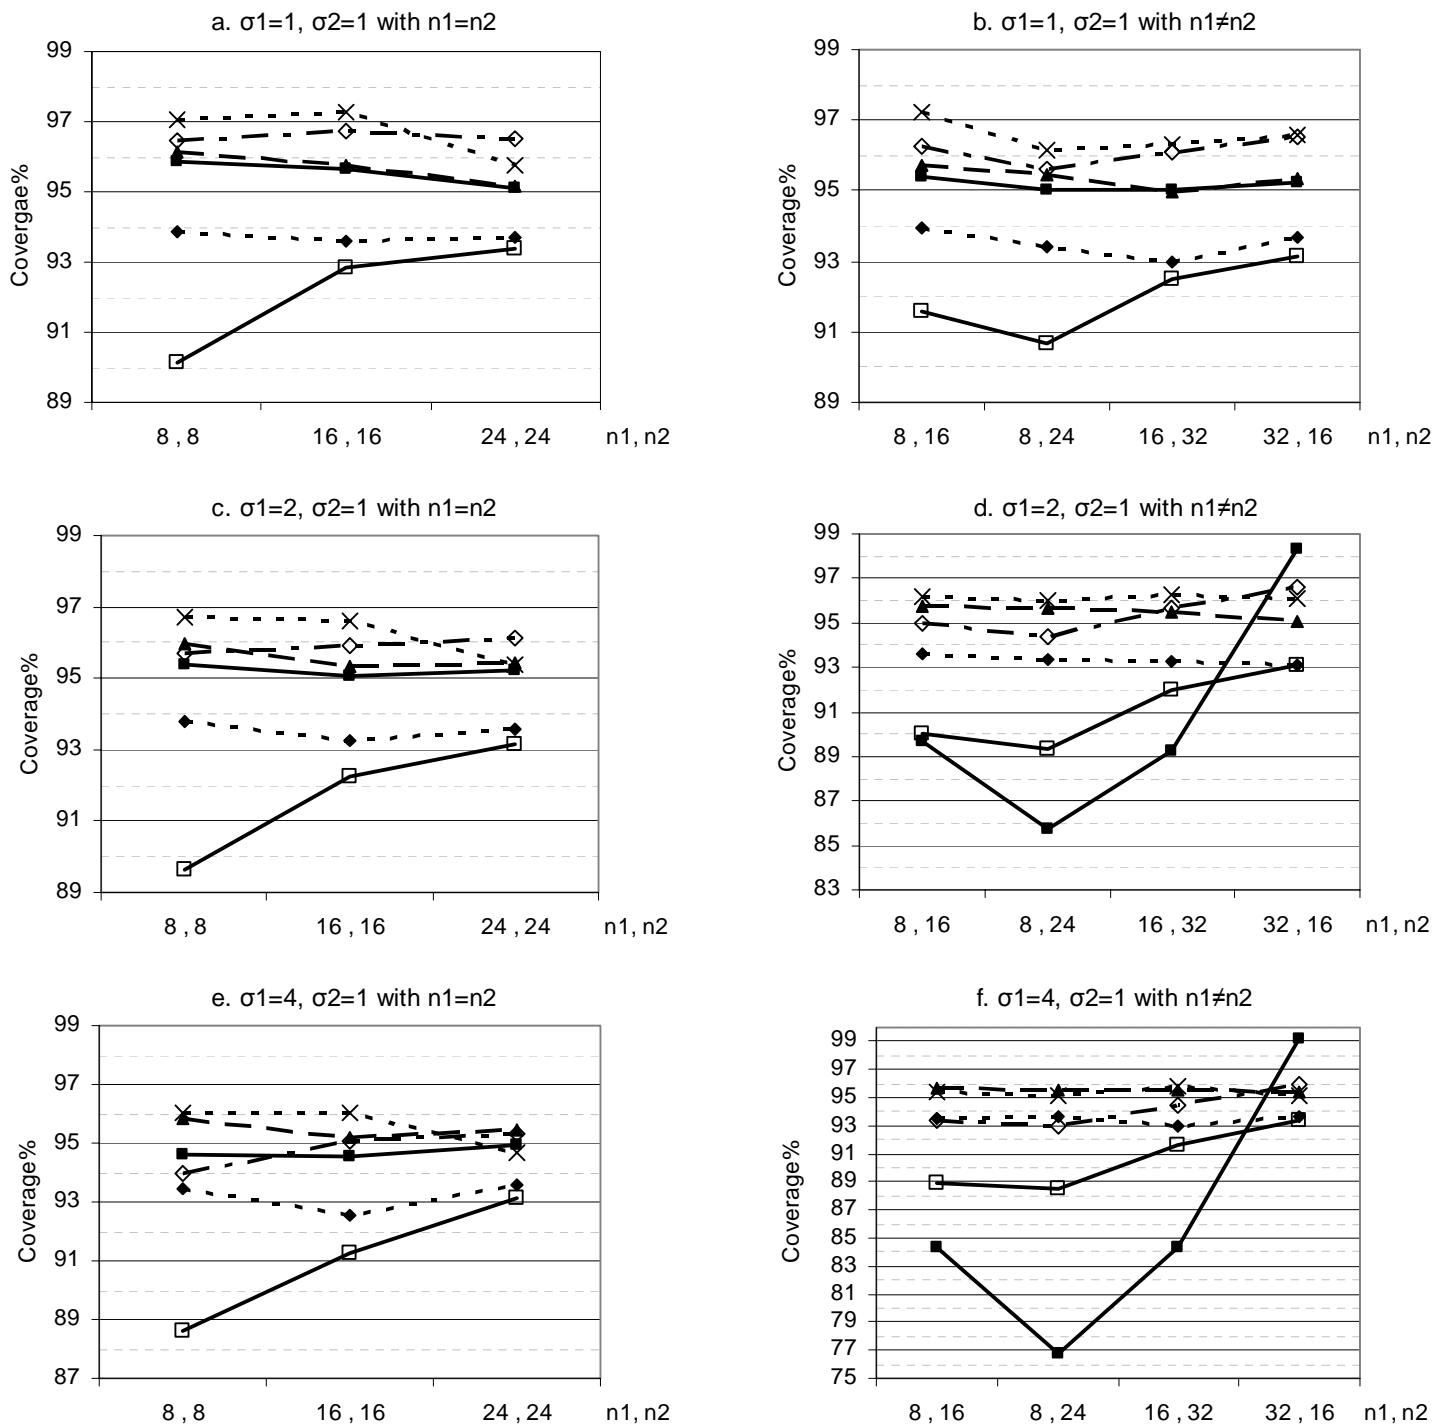 a. σ1=1, σ2=1 with n1=n2
99
97
95
93
91
89
Covergae%
8 , 8 16 , 16 24 , 24 n1, n2
b. σ1=1, σ2=1 with n1≠n2
99
97
95
93
91
89
Coverage%
8 , 16 8 , 24 16 , 32 32 , 16 n1, n2
c. σ1=2, σ2=1 with n1=n2
99
97
95
93
91
89
Coverage%
8 , 8 16 , 16 24 , 24 n1, n2
d. σ1=2, σ2=1 with n1≠n2
99
97
95
93
91
89
87
85
83
Coverage%
8 , 16 8 , 24 16 , 32 32 , 16 n1, n2
e. σ1=4, σ2=1 with n1=n2
99
97
95
93
91
89
87
Coverage%
8 , 8 16 , 16 24 , 24 n1, n2
f. σ1=4, σ2=1 with n1≠n2
99
97
95
93
91
89
87
85
83
81
79
77
75
Coverage%
8 , 16 8 , 24 16 , 32 32 , 16 n1, n2